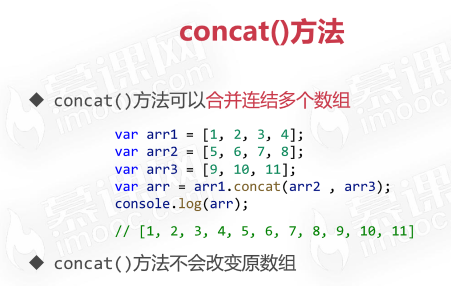 concat()方法
◆ concat()方法可以合并连结多个数组
var arr1 = [1, 2, 3, 4];
var arr2 = [5, 6, 7, 8];
var arr3 = [9, 10, 11];
var arr = arr1.concat(arr2 , arr3);
console.log(arr);
// [1, 2, 3, 4, 5, 6, 7, 8, 9, 10, 11]
◆ concat()方法不会改变原数组
慕课网
imooc.com